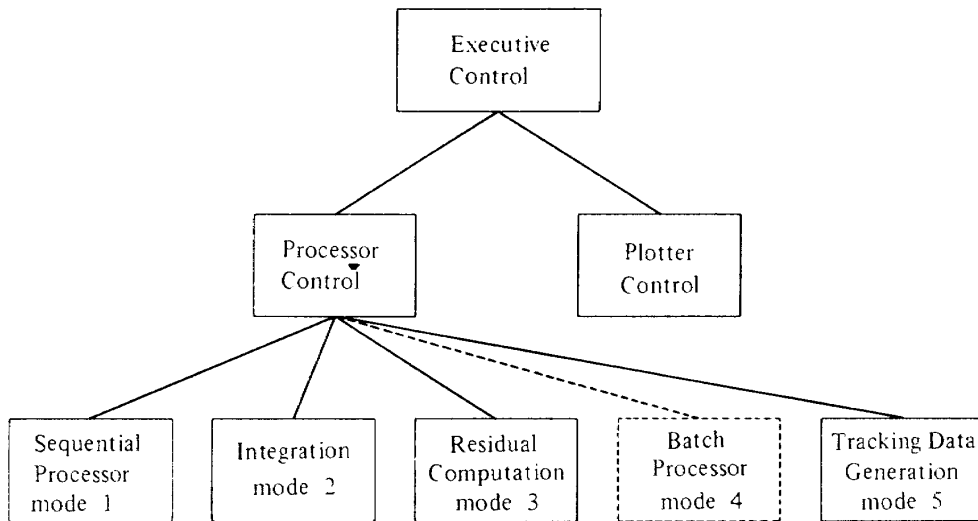 Executive
Control
Processor
Control
Plotter
Control
Sequential
Processor
mode 1
Integration
mode 2
Residual
Computation
mode 3
Batch
Processor
mode 4
Tracking Data
Generation
mode 5